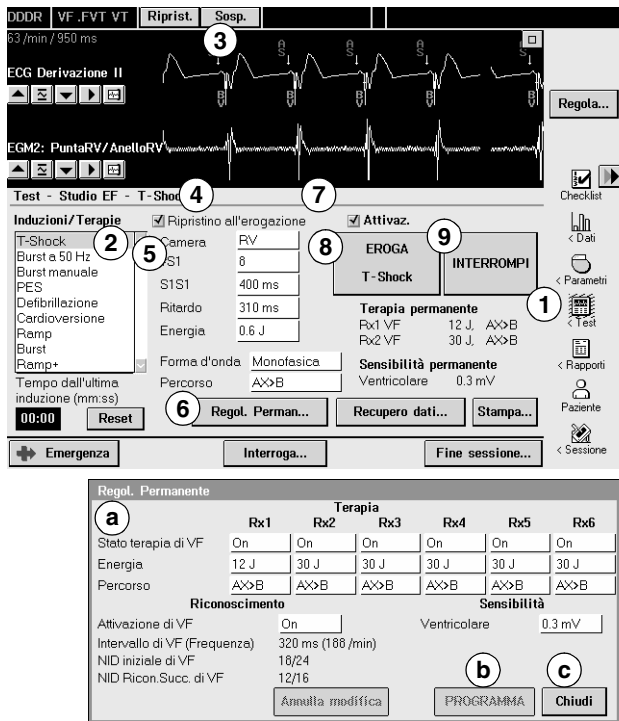 DDDR VF .FVT VT Riprist. Sosp.
63 /min / 950 ms
3
A S A S A S A S A S
ECG Derivazione II
B V B V B V B V B V
Regola...
EGM2: PuntaRV/AnelloRV
Checklist
Test - Studio EF - T-Shock 4 7
Induzioni/Terapie
Ripristino all'erogazione
Attivaz.
< Dati
T-Shock 2
Burst a 50 Hz
Burst manuale
PES
Defibrillazione
Cardioversione
Ramp
Burst
Ramp+
5 Camera RV
#S1 8
S1S1 400 ms
Ritardo 310 ms
Energia 0.6 J
Forma d'onda Monofasica
Percorso AX>B
8 EROGA T-Shock
9 INTERROMPI
< Parametri
1
< Test
Terapia permanente
Rx1 VF 12 J, AX>B
Rx2 VF 30 J, AX>B
Sensibilità permanente
Ventricolare 0.3 mV
< Rapporti
Tempo dall'ultima
induzione (mm:ss)
Paziente
00:00 Reset
6 Regol. Perman... Recupero dati... Stampa...
< Sessione
Emergenza Interroga... Fine sessione...
Regol. Permanente
a
Terapia
Rx1 Rx2 Rx3 Rx4 Rx5 Rx6
Stato terapia di VF On On On On On On
Energia 12 J 30 J 30 J 30 J 30 J 30 J
Percorso AX>B AX>B AX>B AX>B AX>B AX>B
Riconoscimento Sensibilità
Attivazione di VF On Ventricolare 0.3 mV
Intervallo di VF (Frequenza) 320 ms (188 /min)
NID iniziale di VF 18/24
NID Ricon.Succ. di VF 12/16
b c
Annulla modifica PROGRAMMA Chiudi